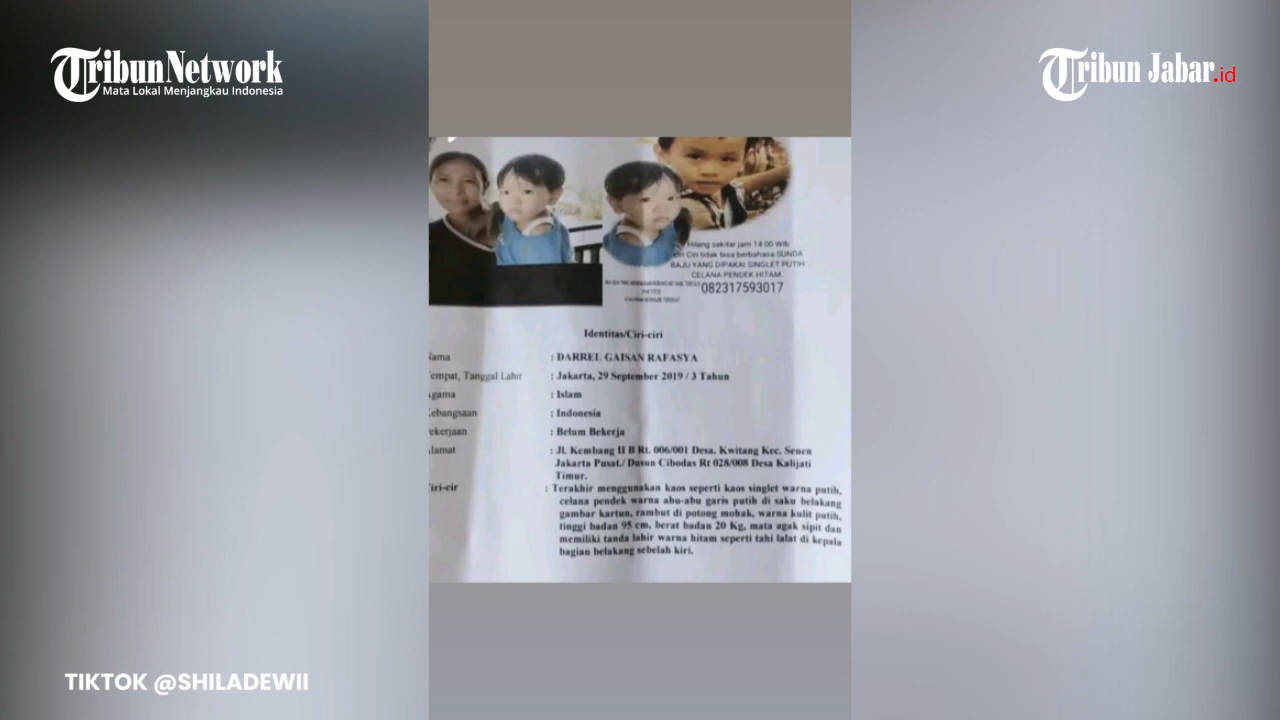 TribunNetwork
Mata Lokal Menjangkau Indonesia
Tribun Jabar.id
Hilang sekitar jam 14:00 Wib
Ciri Ciri tidak bisa berbahasa SUNDA
BAJU YANG DIPAKAI SINGLET PUTIH
CELANA PENDEK HITAM
082317593017
Identitas/Ciri-ciri
ama : DARREL GAISAN RAFASYA
empat, Tanggal Lahir : Jakarta, 29 September 2019 / 3 Tahun
gama : Islam
ebangsaan : Indonesia
ekerjaan : Belum Bekerja
lamat : Jl. Kembang II B Rt. 006/001 Desa. Kwitang Kec. Senen
Jakarta Pusat./ Dusun Cibodas Rt 028/008 Desa Kalijati
Timur.
iri-cir : Terakhir menggunakan kaos seperti kaos singlet warna putih,
celana pendek warna abu-abu garis putih di saku belakang
gambar kartun, rambut di potong mohak, warna kulit putih,
tinggi badan 95 cm, berat badan 20 Kg, mata agak sipit dan
memiliki tanda lahir warna hitam seperti tahi lalat di kepala
bagian belakang sebelah kiri.
TIKTOK @SHILADEWII